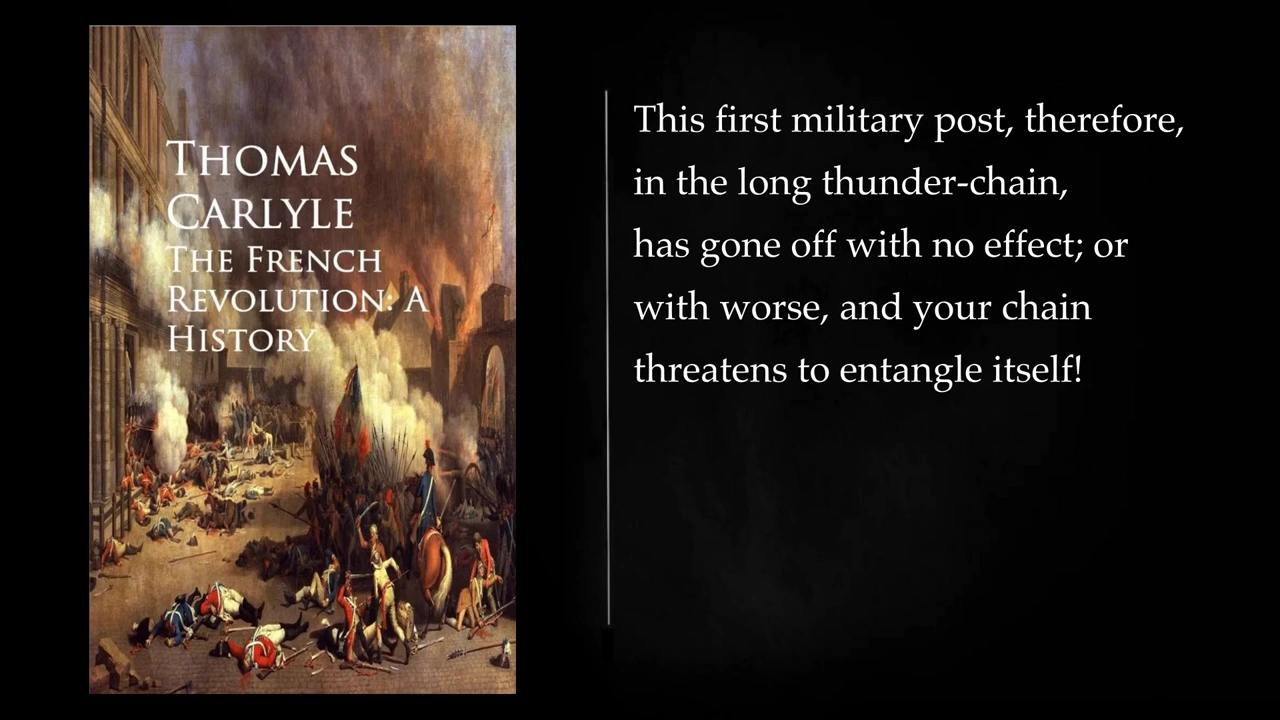 THOMAS
CARLYLE
THE FRENCH
REVOLUTION: A
HISTORY
This first military post, therefore,
in the long thunder-chain,
has gone off with no effect; or
with worse, and your chain
threatens to entangle itself!